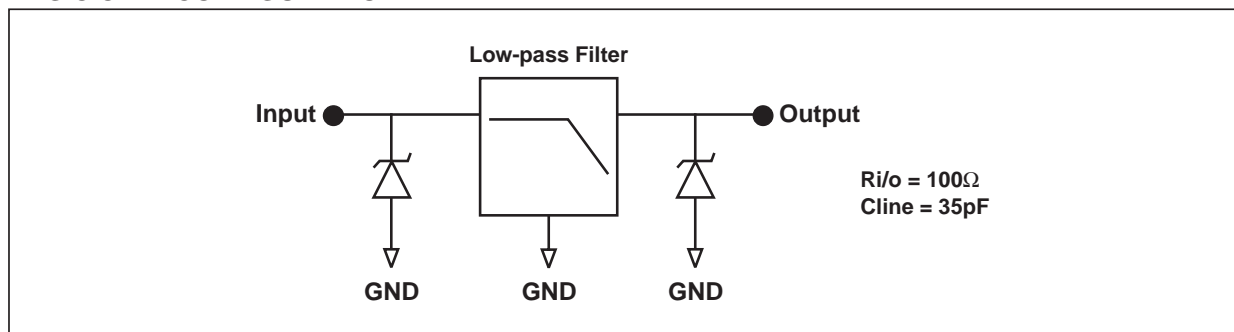 Low-pass Filter
Input
Output
Ri/o = 100Ω
Cline = 35pF
GND
GND
GND